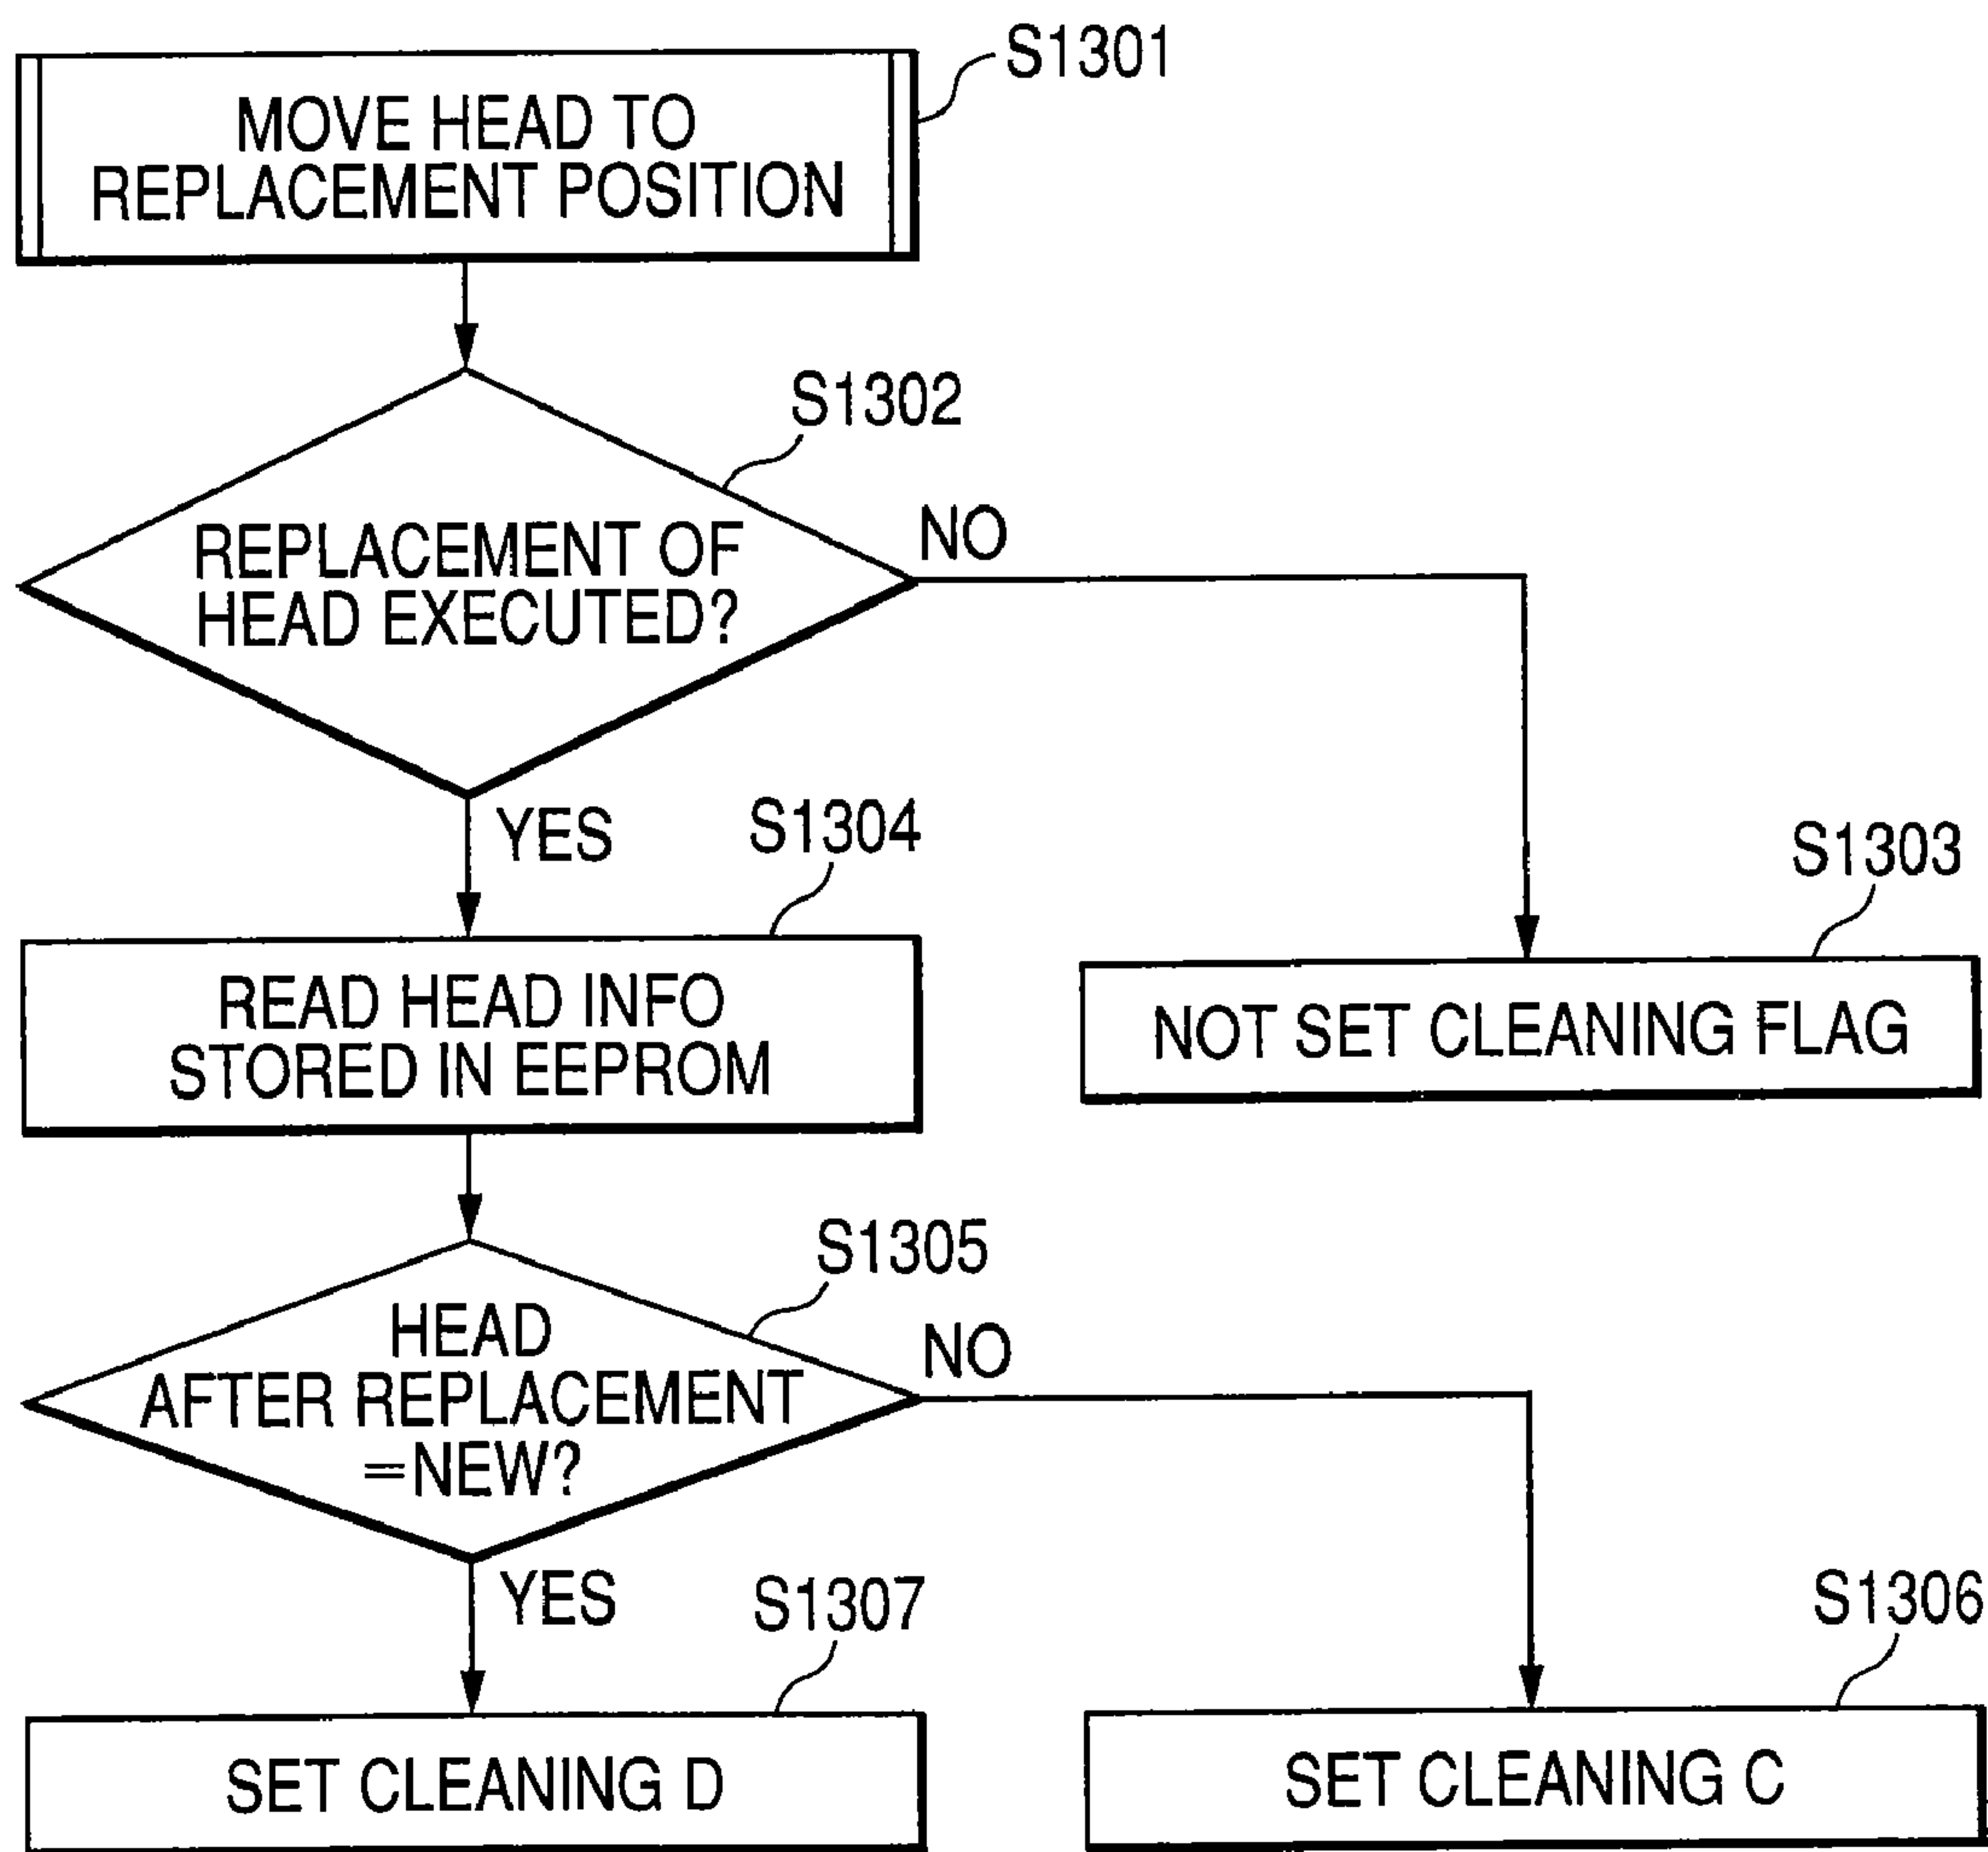 S1301
MOVE HEAD TO
REPLACEMENT POSITION
S1302
REPLACEMENT OF
HEAD EXECUTED?
NO
YES
S1304
S1303
READ HEAD INFO
STORED IN EEPROM
NOT SET CLEANING FLAG
S1305
HEAD
AFTER REPLACEMENT
=NEW?
NO
YES
S1307
S1306
SET CLEANING D
SET CLEANING C